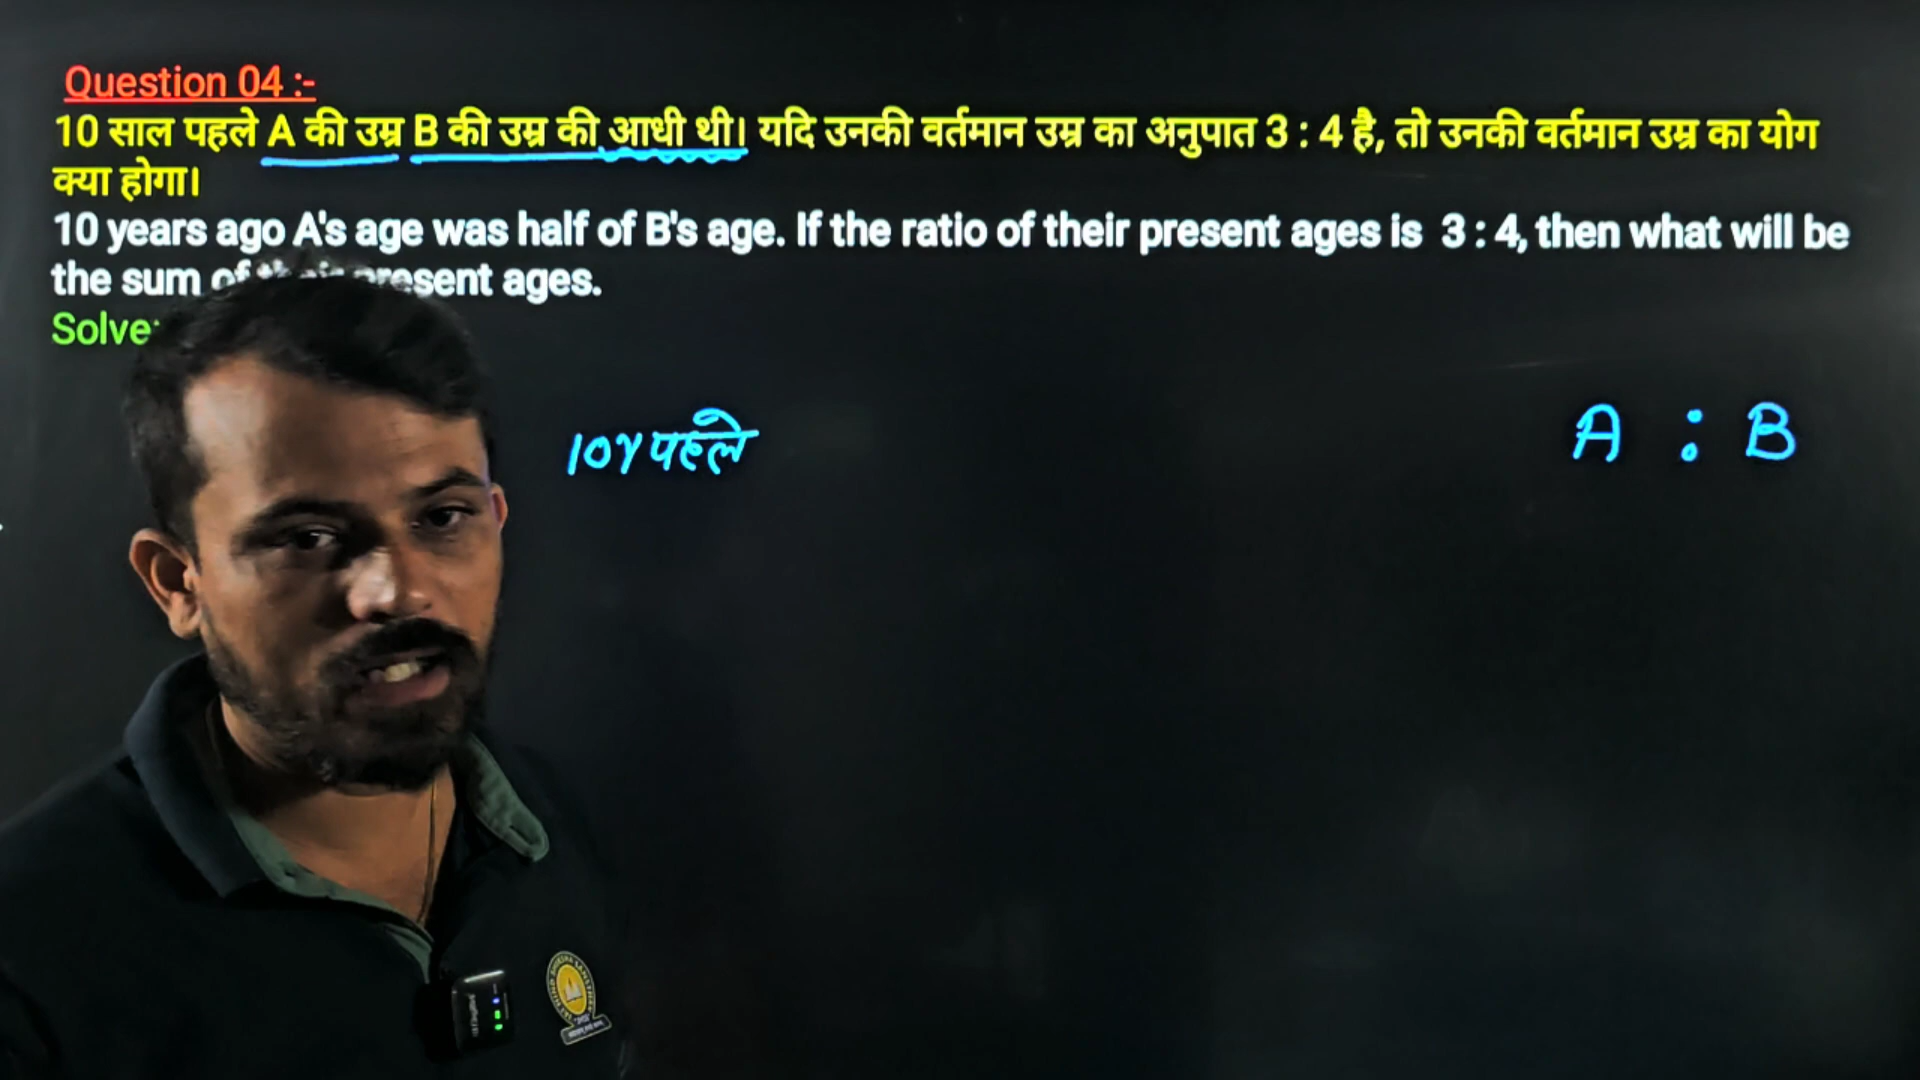 Question 04 :-
10 साल पहले A की उम्र B की उम्र की आधी थी। यदि उनकी वर्तमान उम्र का अनुपात 3 : 4 है, तो उनकी वर्तमान उम्र का योग
क्या होगा।
10 years ago A's age was half of B's age. If the ratio of their present ages is 3 : 4, then what will be
the sum of their present ages.
Solve:
10Y पहले
A : B